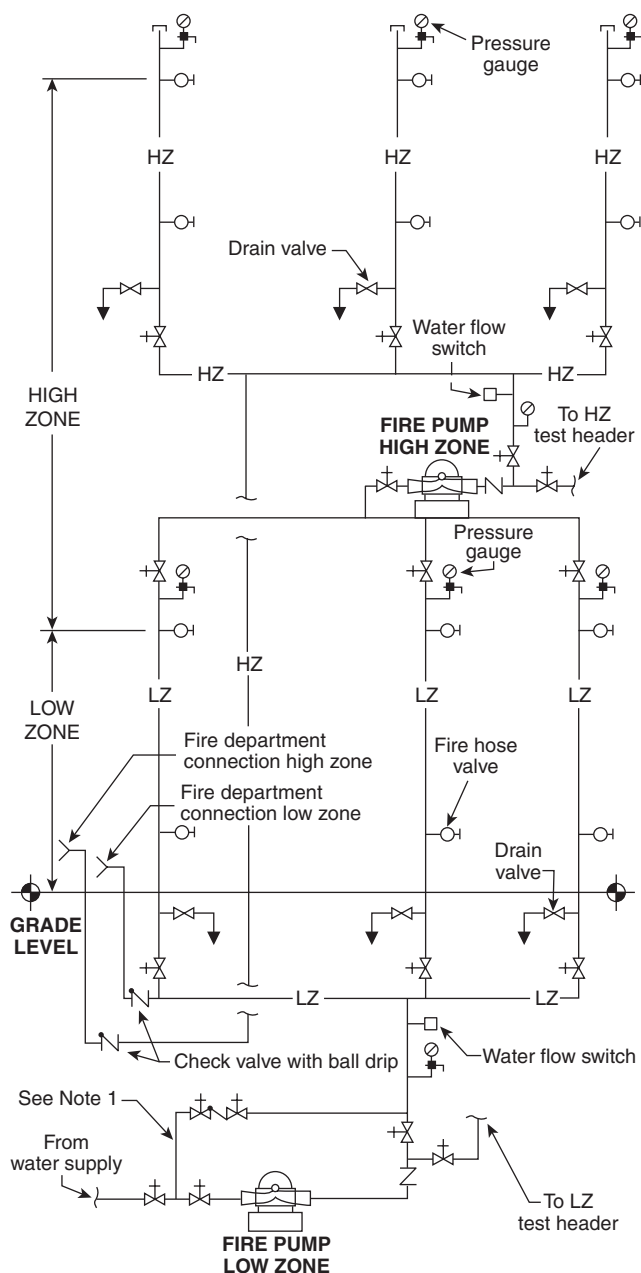 Pressure
gauge
HZ
HZ
HZ
Drain valve
Water flow
switch
HZ
HZ
HIGH
ZONE
FIRE PUMP
HIGH ZONE
To HZ
test header
Pressure
gauge
HZ
LZ
LZ
LZ
LOW
ZONE
Fire department
connection high zone
Fire hose
valve
Fire department
connection low zone
Drain
valve
GRADE
LEVEL
LZ
LZ
Check valve with ball drip
Water flow switch
See Note 1
From
water supply
To LZ
test header
FIRE PUMP
LOW ZONE